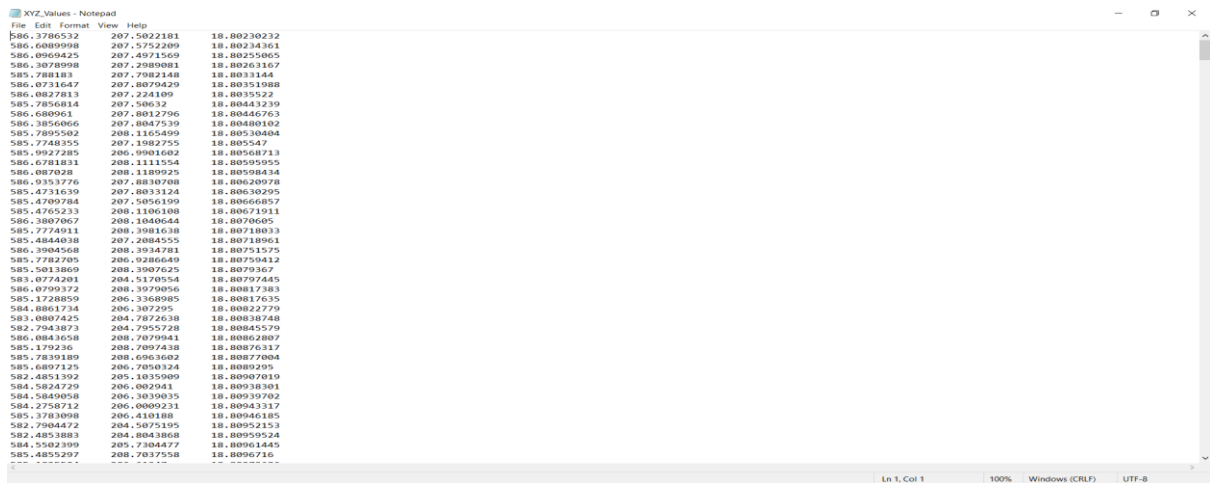 XYZ_Values - Notepad
File Edit Format View Help
586.3786532 207.5022181 18.80230232
586.6089998 207.5752209 18.80234361
586.0969425 207.4971569 18.80255065
586.3078998 207.2989081 18.80263167
585.788183 207.7982148 18.8033144
586.0731647 207.8079429 18.80351988
586.0827813 207.224109 18.8035522
585.7856814 207.50632 18.80443239
586.680961 207.8012796 18.80446763
586.3856066 207.8047539 18.80480102
585.7895502 208.1165499 18.80530404
585.7748355 207.1982755 18.805547
585.9927285 206.9901602 18.80568713
586.6781831 208.1111554 18.80595955
586.087028 208.1189925 18.80598434
586.9353776 207.8830708 18.80620978
585.4731639 207.8033124 18.80630295
585.4709784 207.5056199 18.80666857
585.4765233 208.1106108 18.80671911
586.3807067 208.1040644 18.8070605
585.7774911 208.3981638 18.80718033
585.4844038 207.2084555 18.80718961
586.3904568 208.3934781 18.80751575
585.7782705 206.9286649 18.80759412
585.5013869 208.3907625 18.8079367
583.0774201 204.5170554 18.80797445
586.0799372 208.3979056 18.80817383
585.1728859 206.3368985 18.80817635
584.8861734 206.307295 18.80822779
583.0807425 204.7872638 18.80838748
582.7943873 204.7955728 18.80845579
586.0843658 208.7079941 18.80862807
585.179236 208.7097438 18.80876317
585.7839189 208.6963602 18.80877004
585.6897125 206.7050324 18.8089295
582.4851392 205.1035909 18.80907019
584.5824729 206.002941 18.80938301
584.5849058 206.3039035 18.80939702
584.2758712 206.0009231 18.80943317
585.3783098 206.410188 18.80946185
582.7904472 204.5075195 18.80952153
582.4853883 204.8043868 18.80959524
584.5502399 205.7304477 18.80961445
585.4855297 208.7037558 18.8096716
Ln 1, Col 1 100% Windows (CRLF) UTF-8